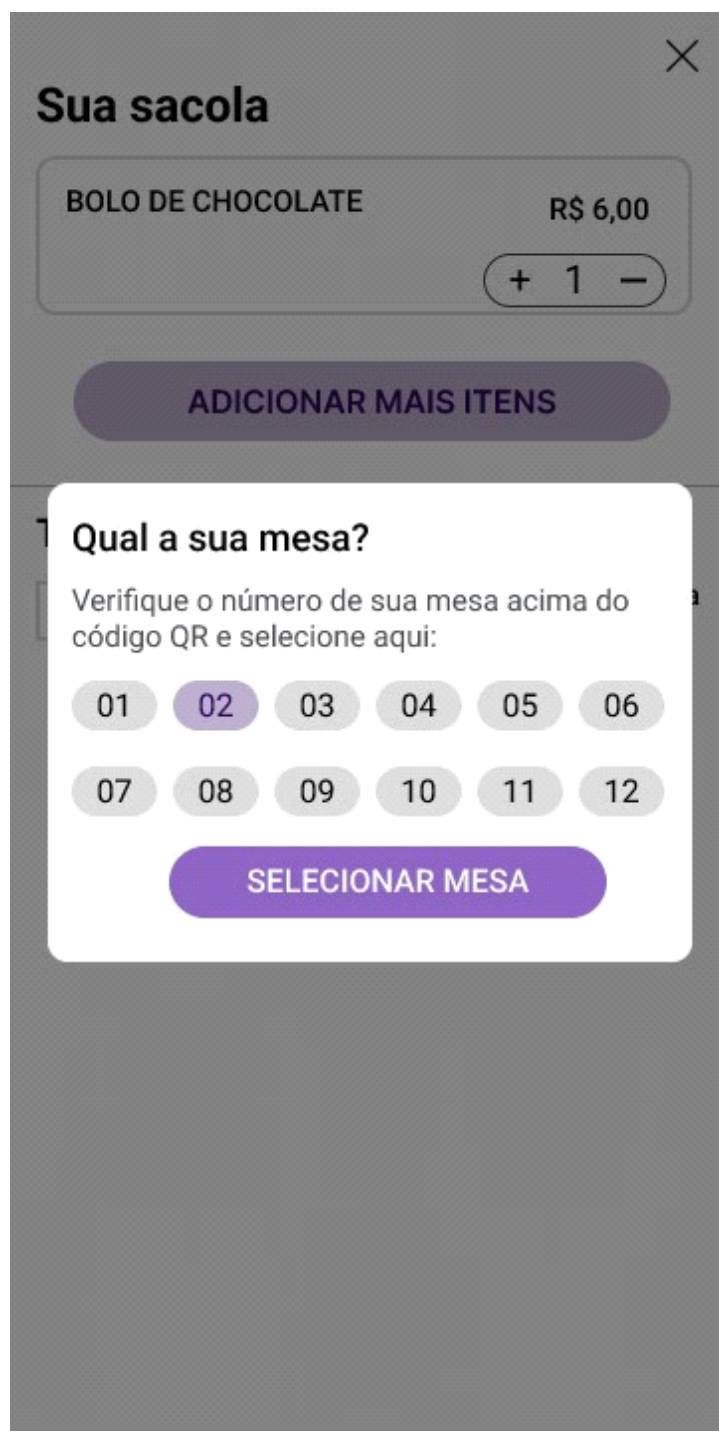 Sua sacola
BOLO DE CHOCOLATE
R$ 6,00
+ 1 −
ADICIONAR MAIS ITENS
Qual a sua mesa?
Verifique o número de sua mesa acima do
código QR e selecione aqui:
01 02 03 04 05 06
07 08 09 10 11 12
SELECIONAR MESA